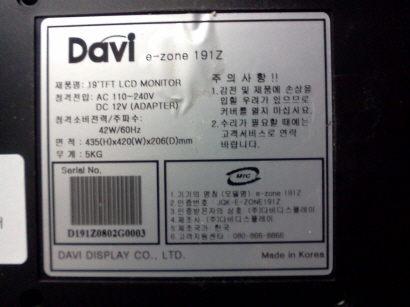 Davi e-zone 191Z
제품명: 19"TFT LCD MONITOR
정격전압: AC 110~240V
DC 12V (ADAPTER)
정격소비전력/주파수:
42W/60Hz
면 적 : 435(H)x420(W)x206(D)mm
무 게 : 5KG
주 의 사 항 !!
1.감전 및 제품에 손상을
입힐 우려가 있으므로
커버를 열지 마십시요.
2.수리가 필요할 때에는
고객서비스로 연락
바랍니다.
Serial No.
D191Z0802G0003
MIC
1.기기의 명칭 (모델명) : e-zone 191Z
2.인증번호 : JQK-E-ZONE191Z
3.인증받은자의 상호 : (주)다비디스플레이
4.제조사 : (주)다비디스플레이
5.제조국가 : 한국
6.고객지원센터 : 080-868-8866
DAVI DISPLAY CO., LTD.
Made in Korea